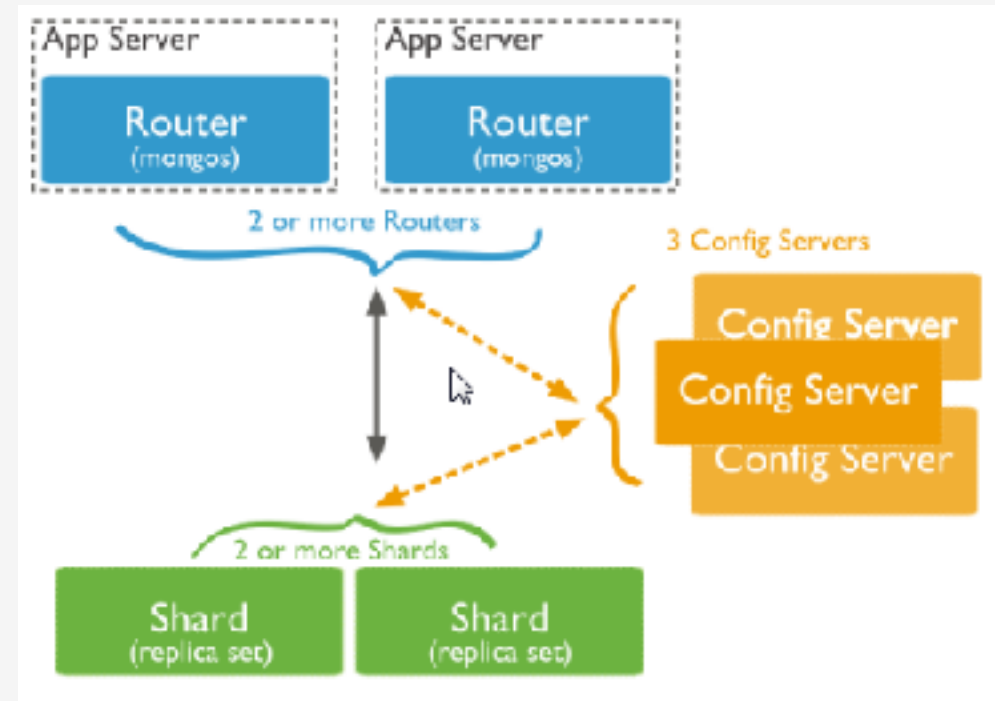 App Server
Router
(mongos)
App Server
Router
(mongos)
2 or more Routers
3 Config Servers
Config Server
Config Server
Config Server
2 or more Shards
Shard
(replica set)
Shard
(replica set)